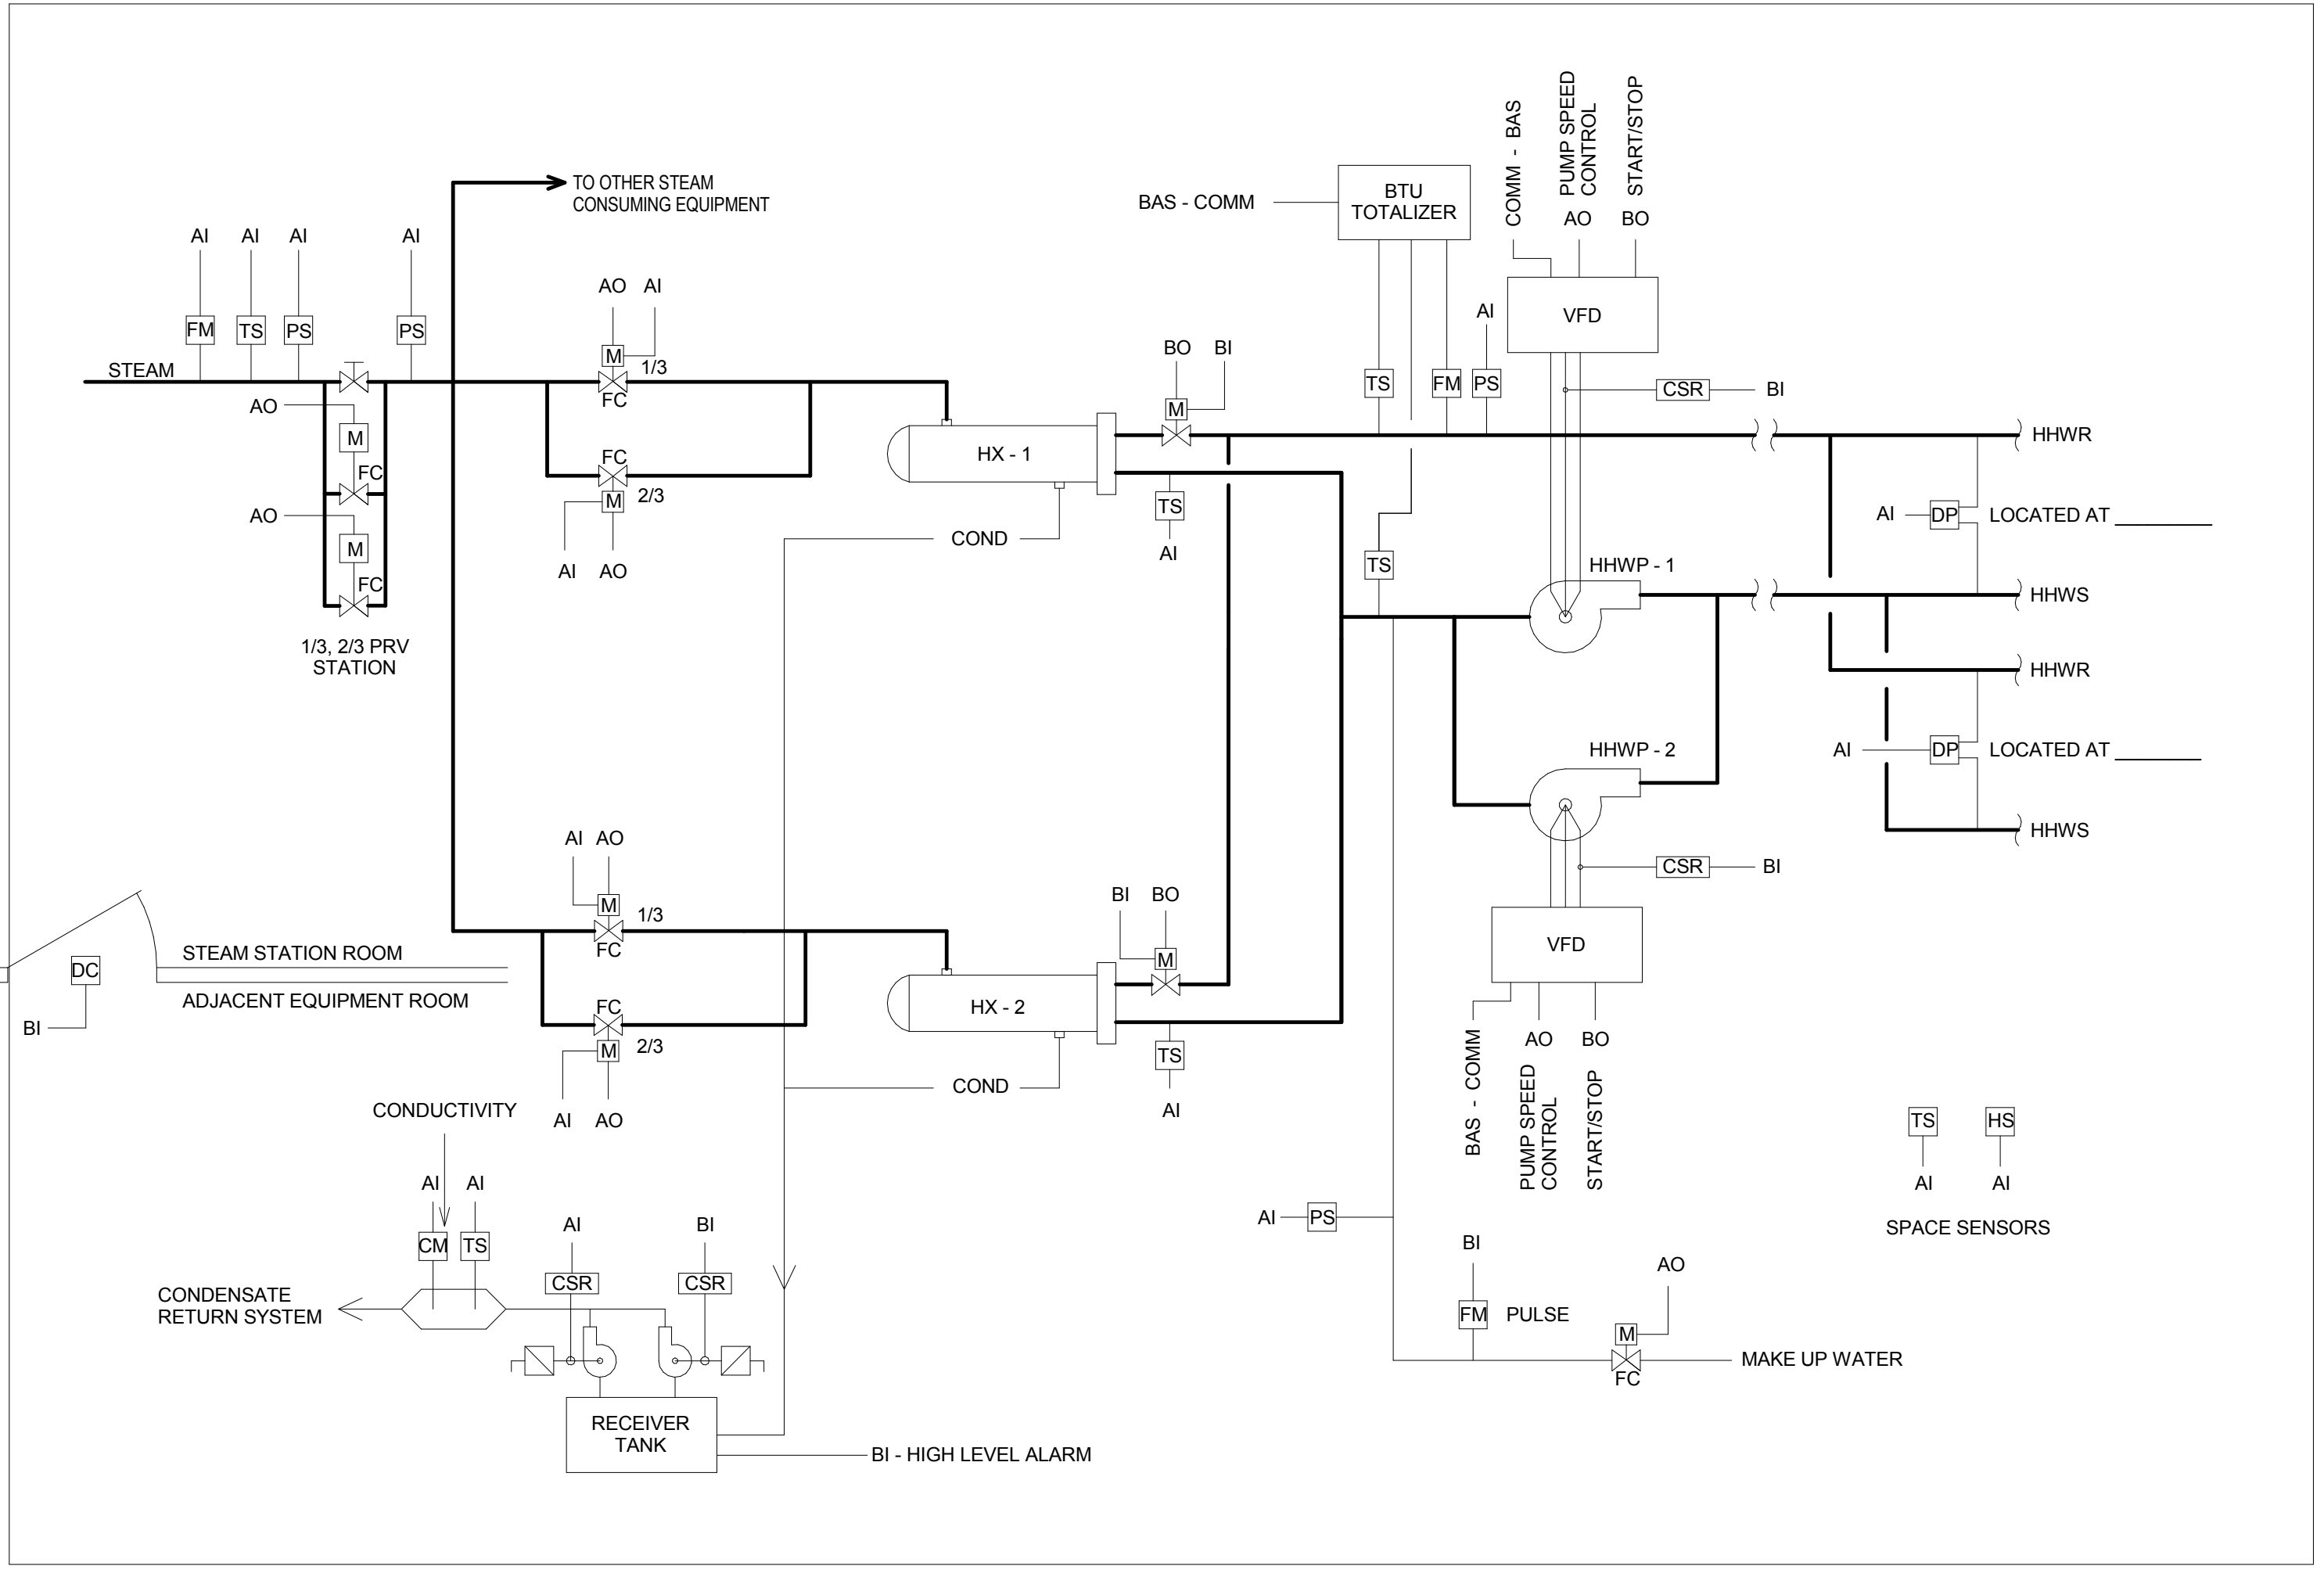 COMM - BAS
PUMP SPEED
CONTROL
START/STOP
TO OTHER STEAM
CONSUMING EQUIPMENT
BAS - COMM
BTU
TOTALIZER
AO
BO
AI
AI
AI
AI
AO
AI
AI
VFD
FM
TS
PS
PS
M
1/3
FC
BO
BI
STEAM
TS
FM
PS
CSR
BI
AO
M
M
HHWR
FC
FC
2/3
M
HX - 1
TS
AI
AI
DP
LOCATED AT
AO
M
FC
COND
AI
AO
TS
HHWP - 1
HHWS
1/3, 2/3 PRV
STATION
HHWR
HHWP - 2
AI
DP
LOCATED AT
HHWS
AI
AO
M
1/3
FC
BI
BO
M
CSR
BI
VFD
STEAM STATION ROOM
DC
ADJACENT EQUIPMENT ROOM
BI
FC
M
2/3
HX - 2
TS
AI
AO
BO
BAS - COMM
PUMP SPEED
CONTROL
START/STOP
COND
AI
AO
CONDUCTIVITY
AI
AI
CM
TS
TS
HS
AI
AI
SPACE SENSORS
AI
BI
CSR
CSR
AI
PS
BI
AO
CONDENSATE
RETURN SYSTEM
FM
PULSE
M
MAKE UP WATER
FC
RECEIVER
TANK
BI - HIGH LEVEL ALARM